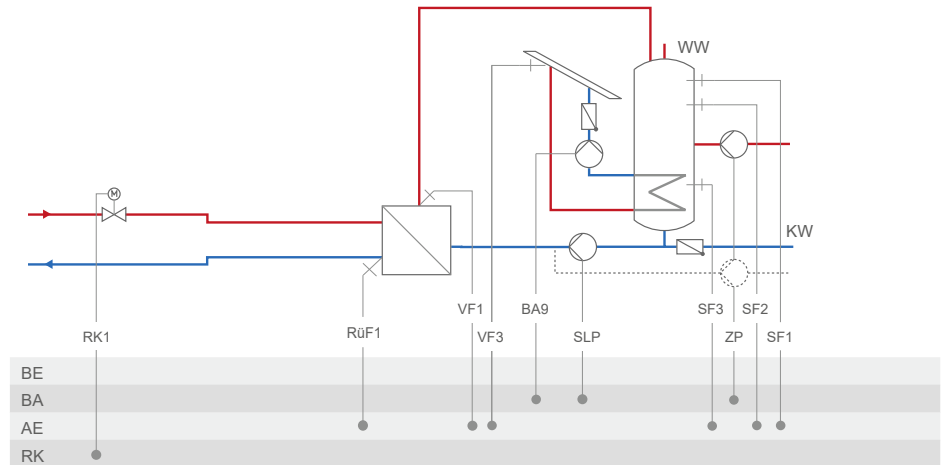 WW
M
KW
VF1 BA9 SF3 SF2
RK1 RüF1 VF3 SLP ZP SF1
BE
BA
AE
RK